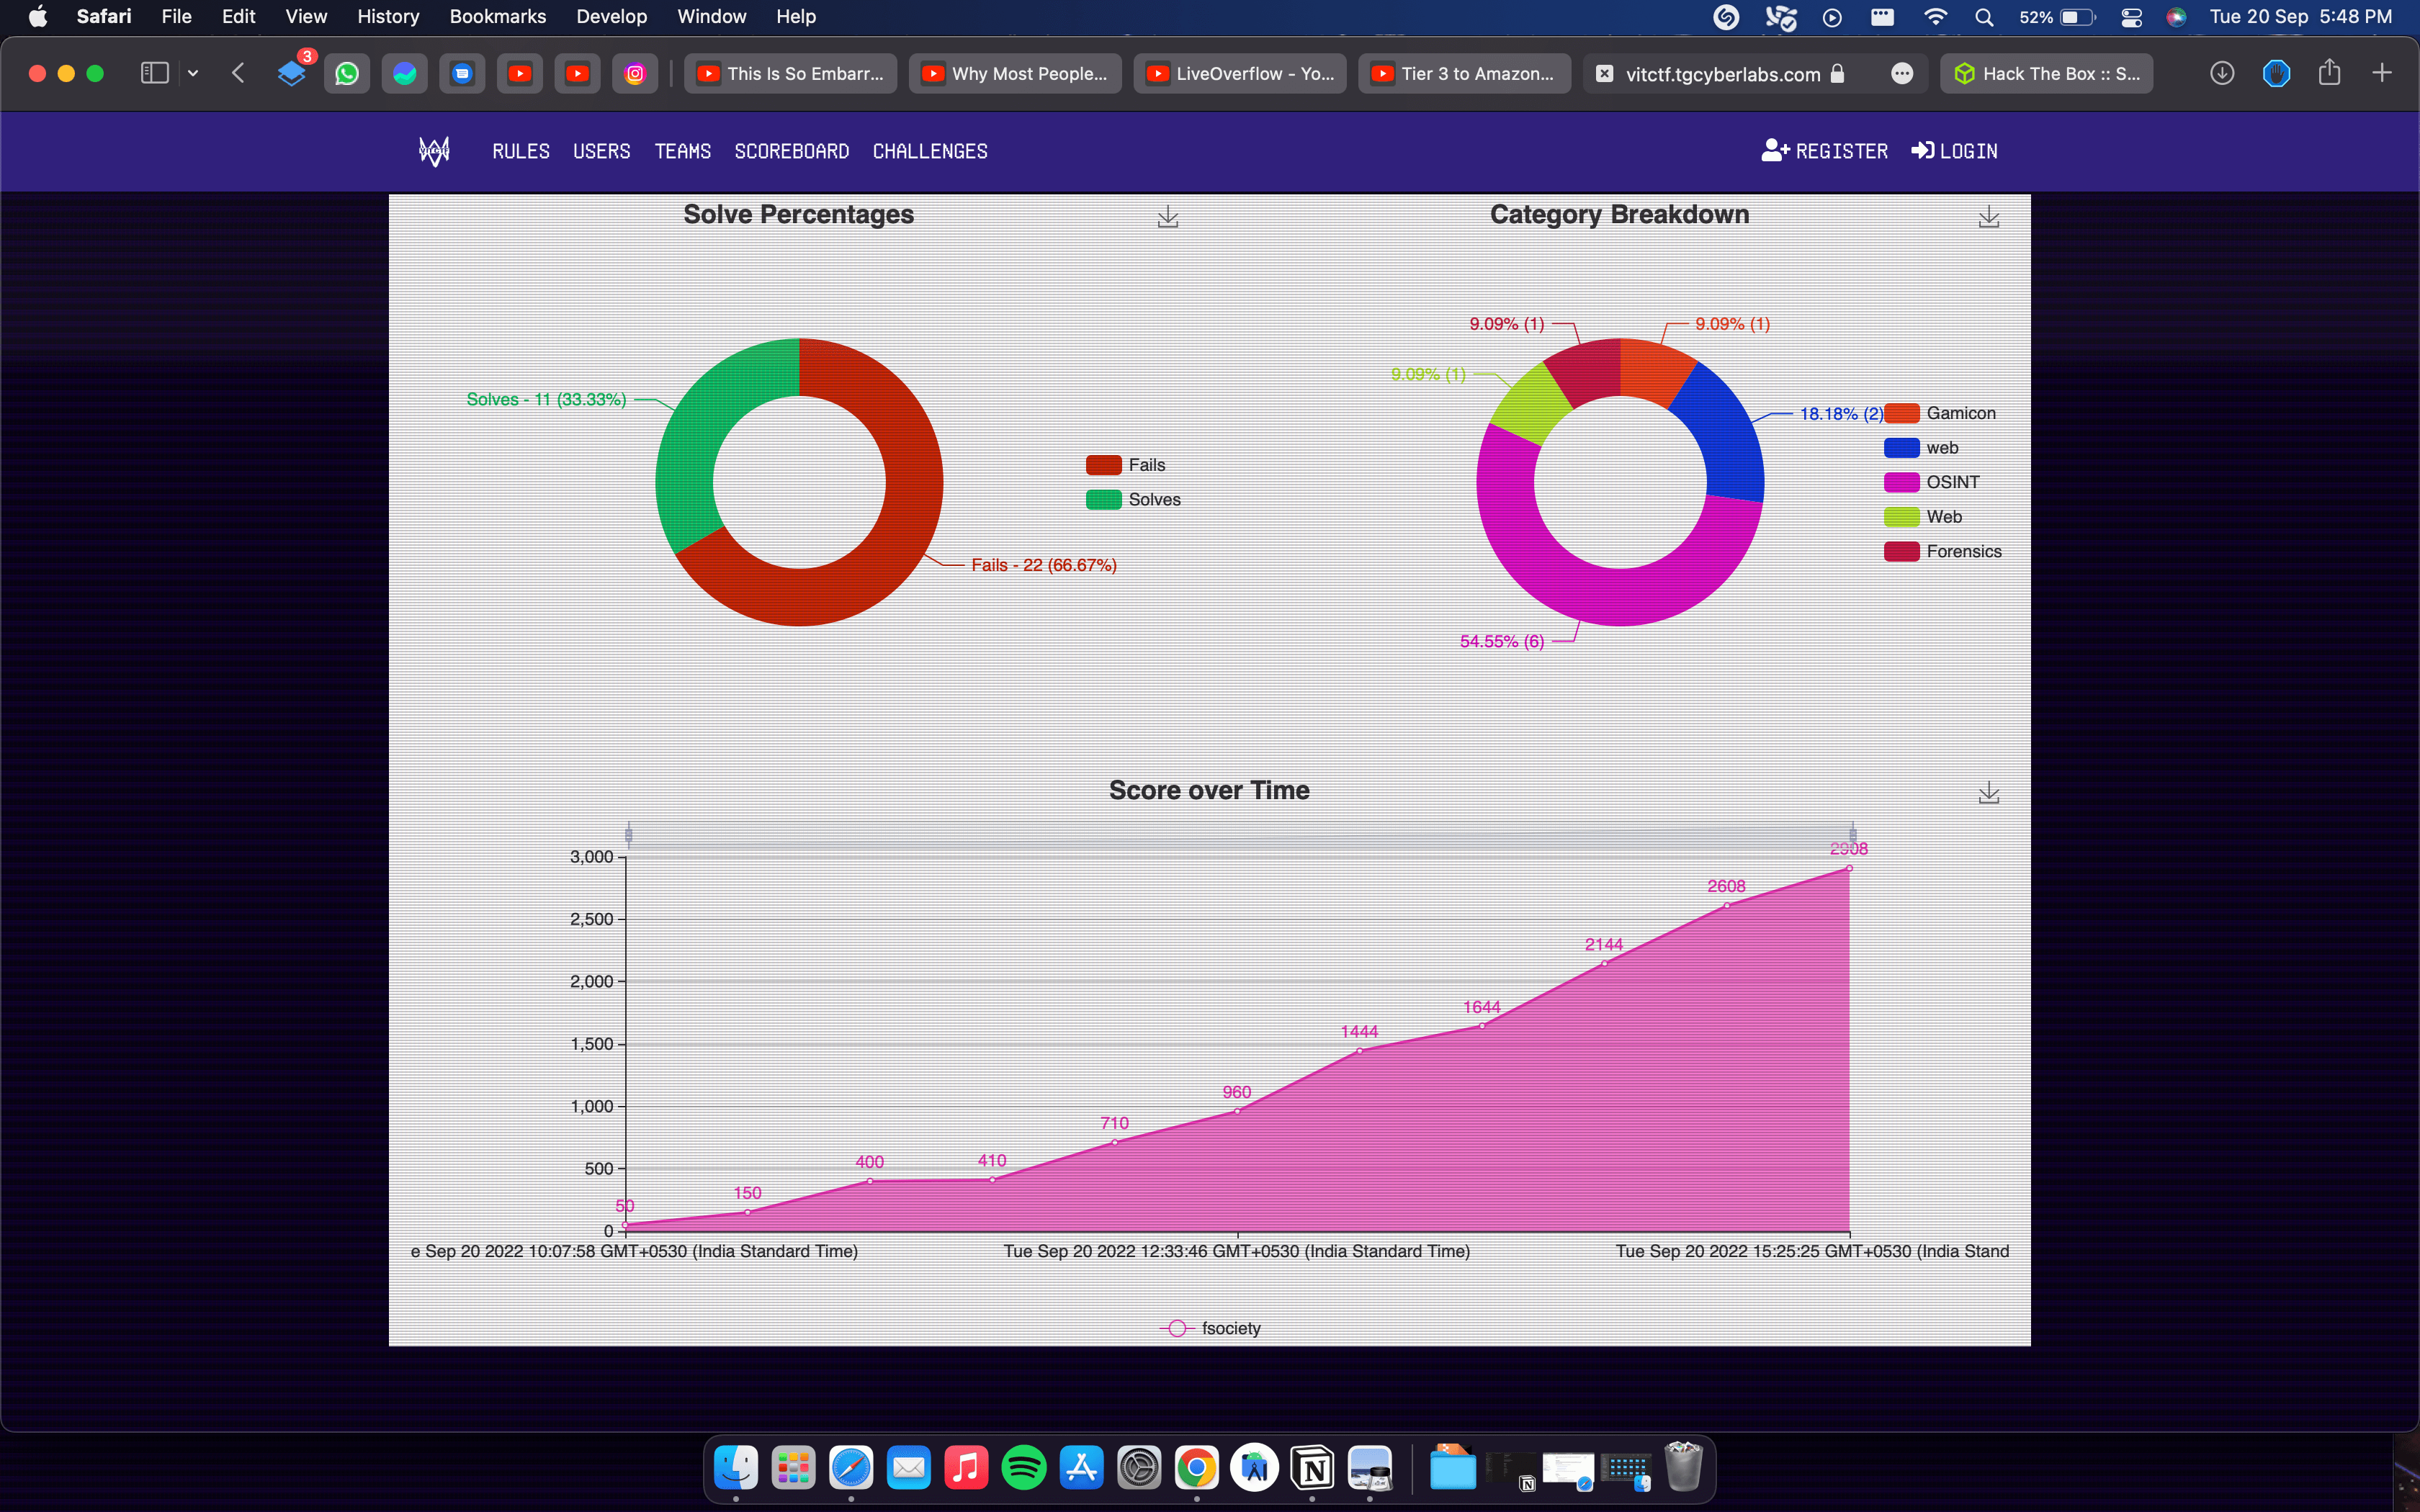 Safari File Edit View History Bookmarks Develop Window Help 52% Tue 20 Sep 5:48 PM
3 This Is So Embarr... Why Most People... LiveOverflow - Yo... Tier 3 to Amazon... vitctf.tgcyberlabs.com Hack The Box :: S...
RULES USERS TEAMS SCOREBOARD CHALLENGES REGISTER LOGIN
Solve Percentages
Solves - 11 (33.33%)
Fails - 22 (66.67%)
Fails
Solves
Category Breakdown
9.09% (1)
9.09% (1)
9.09% (1)
18.18% (2)
54.55% (6)
Gamicon
web
OSINT
Web
Forensics
Score over Time
3,000
2,500
2,000
1,500
1,000
500
0
50
150
400
410
710
960
1444
1644
2144
2608
2908
e Sep 20 2022 10:07:58 GMT+0530 (India Standard Time)
Tue Sep 20 2022 12:33:46 GMT+0530 (India Standard Time)
Tue Sep 20 2022 15:25:25 GMT+0530 (India Stand
fsociety